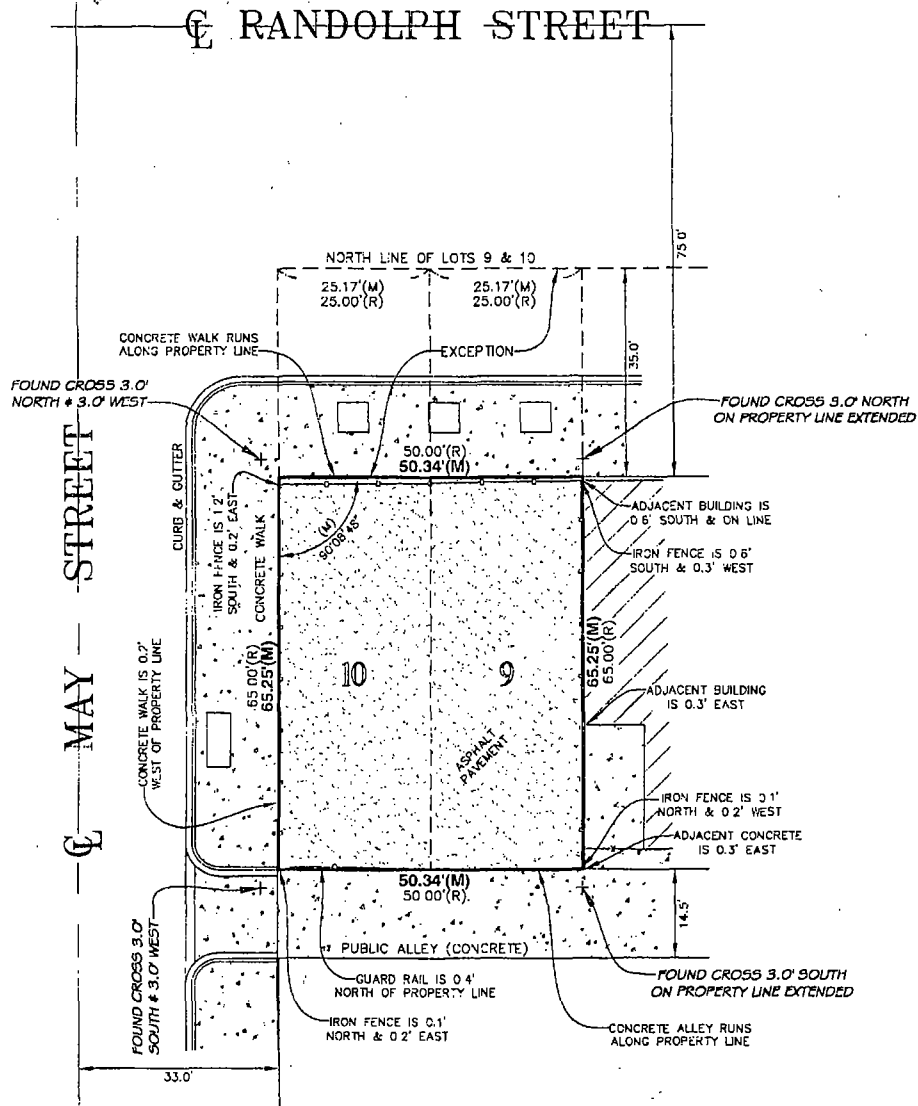 ℄ RANDOLPH STREET
75.0'
NORTH LINE OF LOTS 9 & 10
25.17'(M)
25.00'(R)
25.17'(M)
25.00'(R)
CONCRETE WALK RUNS
ALONG PROPERTY LINE
EXCEPTION
35.0'
FOUND CROSS 3.0'
NORTH & 3.0' WEST
FOUND CROSS 3.0' NORTH
ON PROPERTY LINE EXTENDED
50.00'(R)
50.34'(M)
CURB & GUTTER
IRON FENCE IS 1.2'
SOUTH & 0.2' EAST
CONCRETE WALK
(M)
90°08'48"
ADJACENT BUILDING IS
0.6' SOUTH & ON LINE
IRON FENCE IS 0.6'
SOUTH & 0.3' WEST
℄ MAY STREET
65.00'(R)
65.25'(M)
10
9
65.25'(M)
65.00'(R)
CONCRETE WALK IS 0.7'
WEST OF PROPERTY LINE
ADJACENT BUILDING
IS 0.3' EAST
ASPHALT
PAVEMENT
IRON FENCE IS 0.1'
NORTH & 0.2' WEST
ADJACENT CONCRETE
IS 0.3' EAST
50.34'(M)
50.00'(R)
14.5'
FOUND CROSS 3.0'
SOUTH & 3.0' WEST
PUBLIC ALLEY (CONCRETE)
GUARD RAIL IS 0.4'
NORTH OF PROPERTY LINE
FOUND CROSS 3.0' SOUTH
ON PROPERTY LINE EXTENDED
IRON FENCE IS 0.1'
NORTH & 0.2' EAST
CONCRETE ALLEY RUNS
ALONG PROPERTY LINE
33.0'